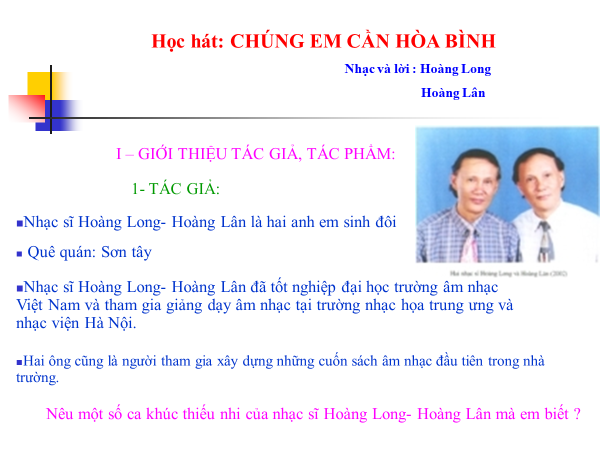 Học hát: CHÚNG EM CẦN HÒA BÌNH
Nhạc và lời : Hoàng Long
Hoàng Lân
I – GIỚI THIỆU TÁC GIẢ, TÁC PHẨM:
1- TÁC GIẢ:
Nhạc sĩ Hoàng Long- Hoàng Lân là hai anh em sinh đôi
Quê quán: Sơn tây
Hai nhạc sĩ Hoàng Long và Hoàng Lân (2002)
Nhạc sĩ Hoàng Long- Hoàng Lân đã tốt nghiệp đại học trường âm nhạc
Việt Nam và tham gia giảng dạy âm nhạc tại trường nhạc họa trung ưng và
nhạc viện Hà Nội.
Hai ông cũng là người tham gia xây dựng những cuốn sách âm nhạc đầu tiên trong nhà
trường.
Nêu một số ca khúc thiếu nhi của nhạc sĩ Hoàng Long- Hoàng Lân mà em biết ?